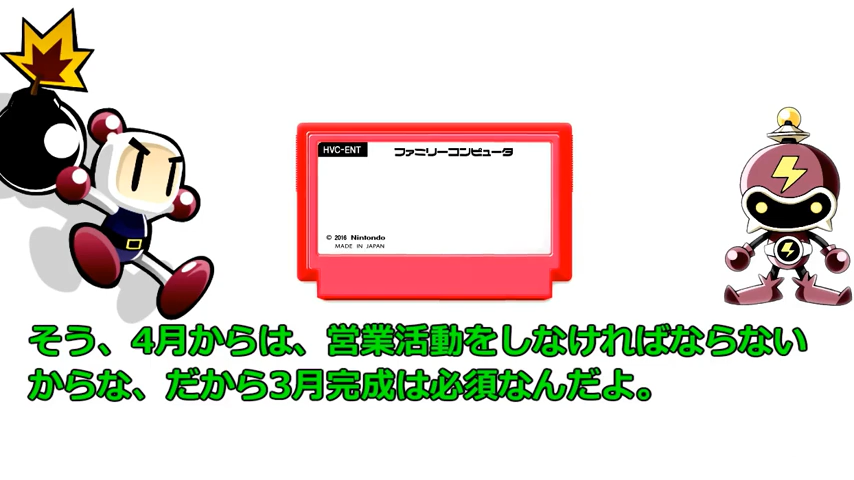 HVC-ENT ファミリーコンピュータ
© 2016 Nintendo
MADE IN JAPAN
そう、4月からは、営業活動をしなければならない
からな、だから3月完成は必須なんだよ。